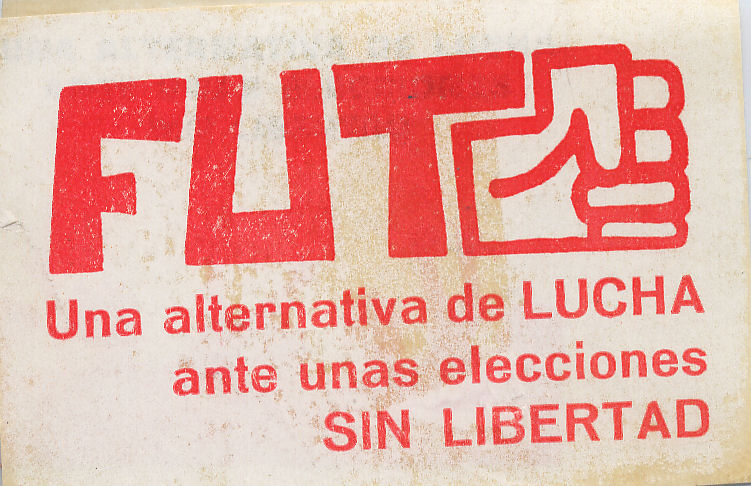 FUT
Una alternativa de LUCHA
ante unas elecciones
SIN LIBERTAD